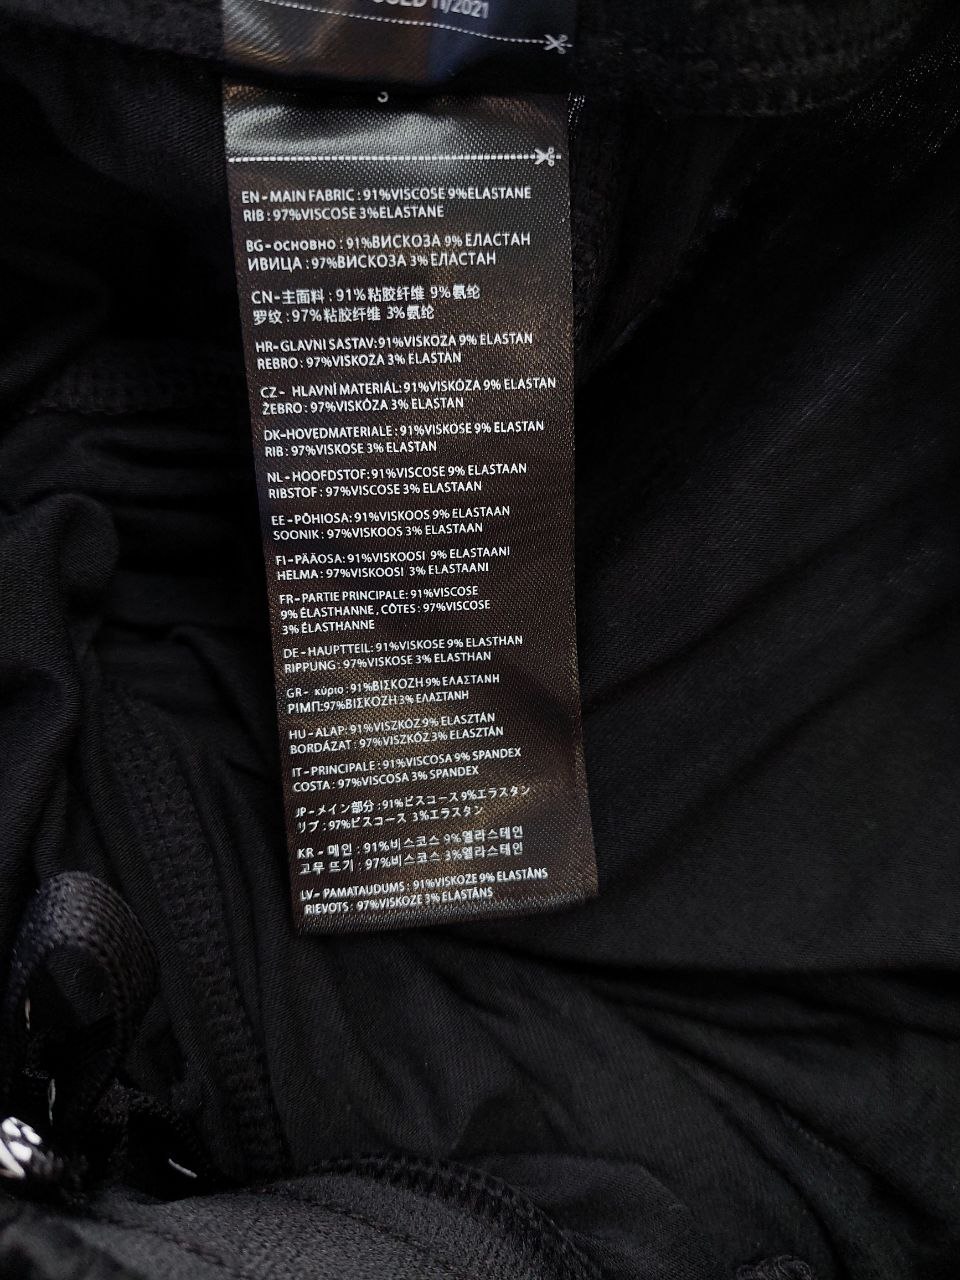 11/2021
3
EN-MAIN FABRIC : 91%VISCOSE 9%ELASTANE
RIB : 97%VISCOSE 3%ELASTANE
BG-основно : 91%ВИСКОЗА 9% ЕЛАСТАН
ИВИЦА : 97%ВИСКОЗА 3% ЕЛАСТАН
CN-主面料 : 91%粘胶纤维 9%氨纶
罗纹 : 97%粘胶纤维 3%氨纶
HR-GLAVNI SASTAV:91%VISKOZA 9% ELASTAN
REBRO : 97%VISKOZA 3% ELASTAN
CZ- HLAVNÍ MATERIÁL:91%VISKÓZA 9% ELASTAN
ŽEBRO : 97%VISKÓZA 3% ELASTAN
DK-HOVEDMATERIALE : 91%VISKOSE 9% ELASTAN
RIB : 97%VISKOSE 3% ELASTAN
NL-HOOFDSTOF:91%VISCOSE 9% ELASTAAN
RIBSTOF : 97%VISCOSE 3% ELASTAAN
EE-PÕHIOSA: 91%VISKOOS 9% ELASTAAN
SOONIK : 97%VISKOOS 3% ELASTAAN
FI-PÄÄOSA: 91%VISKOOSI 9% ELASTAANI
HELMA : 97%VISKOOSI 3% ELASTAANI
FR-PARTIE PRINCIPALE: 91%VISCOSE
9% ÉLASTHANNE , CÔTES : 97%VISCOSE
3% ÉLASTHANNE
DE-HAUPTTEIL: 91%VISKOSE 9% ELASTHAN
RIPPUNG : 97%VISKOSE 3% ELASTHAN
GR- κύριο : 91%ΒΙΣΚΟΖΗ 9% ΕΛΑΣΤΑΝΗ
ΡΙΜΠ:97%ΒΙΣΚΟΖΗ 3% ΕΛΑΣΤΑΝΗ
HU-ALAP: 91%VISZKÓZ 9% ELASZTÁN
BORDÁZAT : 97%VISZKÓZ 3% ELASZTÁN
IT-PRINCIPALE : 91%VISCOSA 9% SPANDEX
COSTA : 97%VISCOSA 3% SPANDEX
JP-メイン部分 : 91%ビスコース 9%エラスタン
リブ : 97%ビスコース 3%エラスタン
KR - 메인 : 91%비스코스 9%엘라스테인
고무 뜨기 : 97%비스코스 3%엘라스테인
LV- PAMATAUDUMS : 91%VISKOZE 9% ELASTĀNS
RIEVOTS : 97%VISKOZE 3% ELASTĀNS